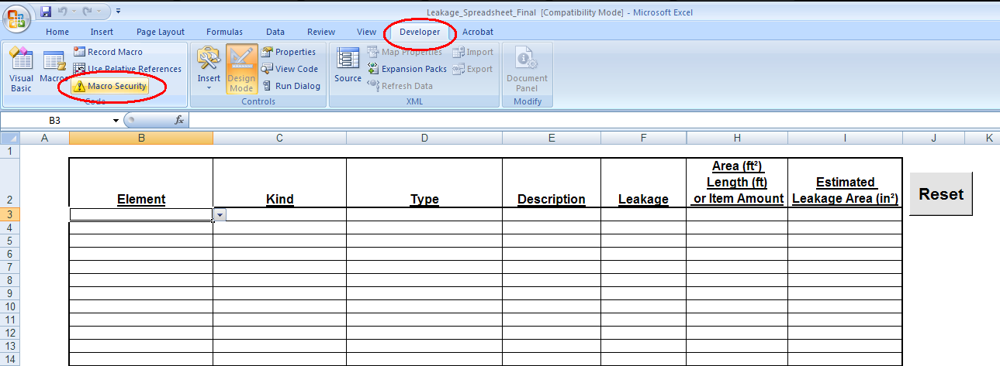 Leakage_Spreadsheet_Final [Compatibility Mode] - Microsoft Excel
Home Insert Page Layout Formulas Data Review View Developer Acrobat
Visual Basic
Macros
Record Macro
Use Relative References
Macro Security
Code
Insert
Design Mode
Properties
View Code
Run Dialog
Controls
Source
Map Properties
Expansion Packs
Refresh Data
Import
Export
XML
Document Panel
Modify
B3 fx
A B C D E F H I J K
1
2 Element Kind Type Description Leakage
Area (ft²)
Length (ft)
or Item Amount
Estimated
Leakage Area (in²)
Reset
3
4
5
6
7
8
9
10
11
12
13
14